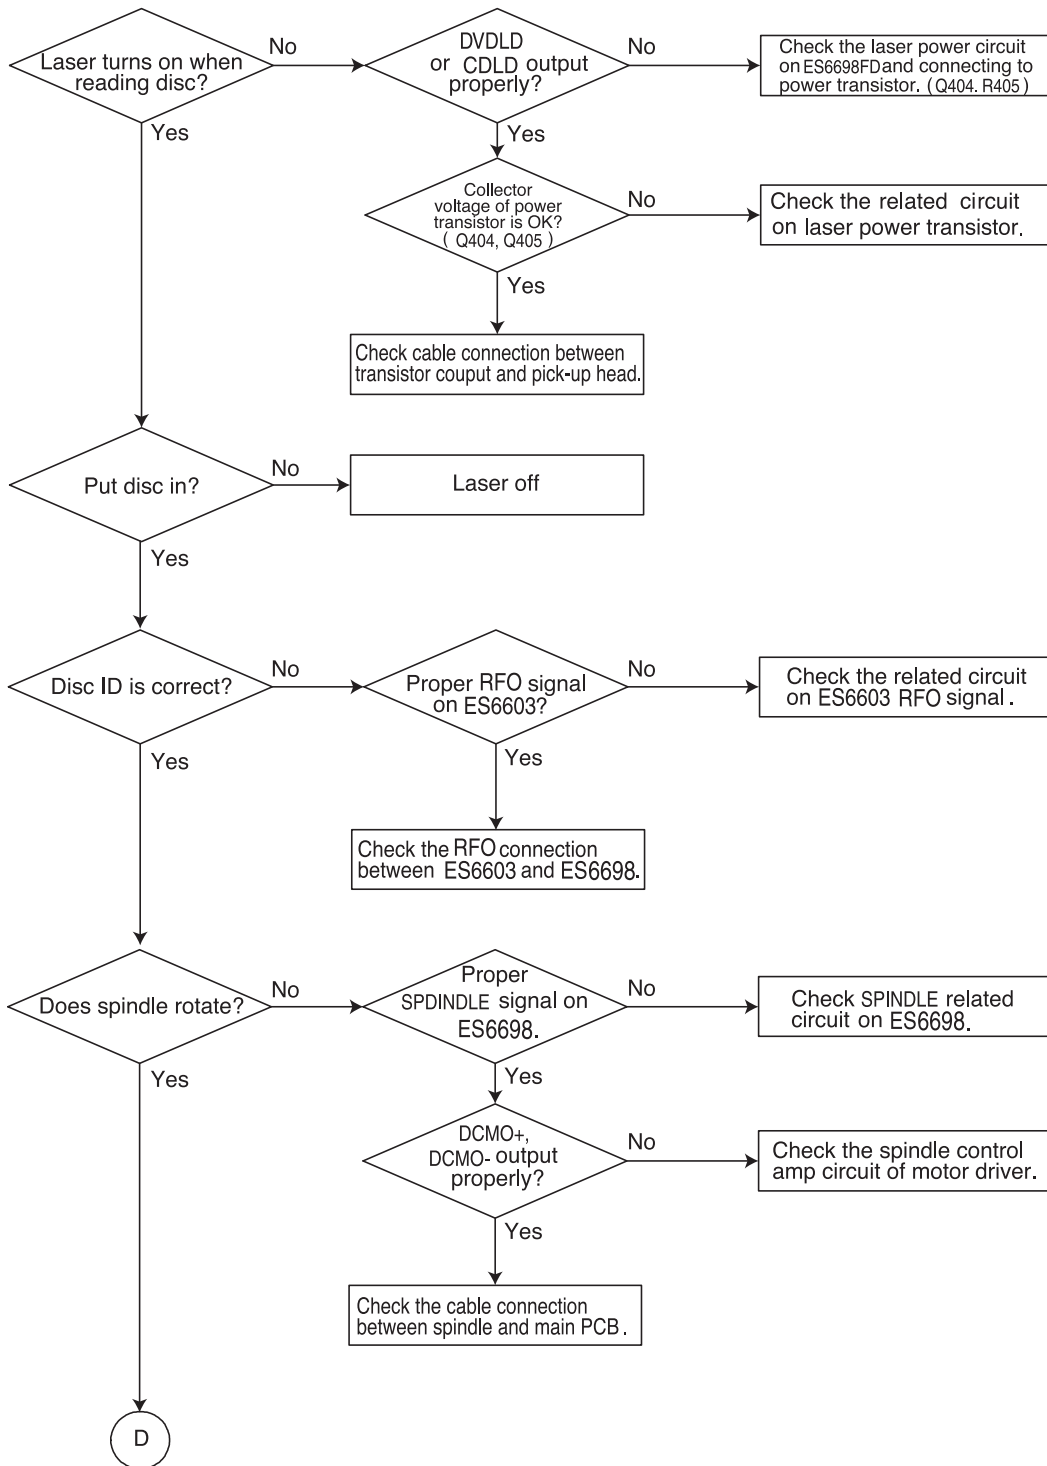 Laser turns on when
reading disc?
No
DVDLD
or CDLD output
properly?
No
Check the laser power circuit
on ES6698FD and connecting to
power transistor. (Q404. R405)
Yes
Yes
Collector
voltage of power
transistor is OK?
( Q404, Q405 )
No
Check the related circuit
on laser power transistor.
Yes
Check cable connection between
transistor couput and pick-up head.
Put disc in?
No
Laser off
Yes
Disc ID is correct?
No
Proper RFO signal
on ES6603?
No
Check the related circuit
on ES6603 RFO signal .
Yes
Yes
Check the RFO connection
between ES6603 and ES6698.
Does spindle rotate?
No
Proper
SPDINDLE signal on
ES6698.
No
Check SPINDLE related
circuit on ES6698.
Yes
Yes
DCMO+,
DCMO- output
properly?
No
Check the spindle control
amp circuit of motor driver.
Yes
Check the cable connection
between spindle and main PCB .
D